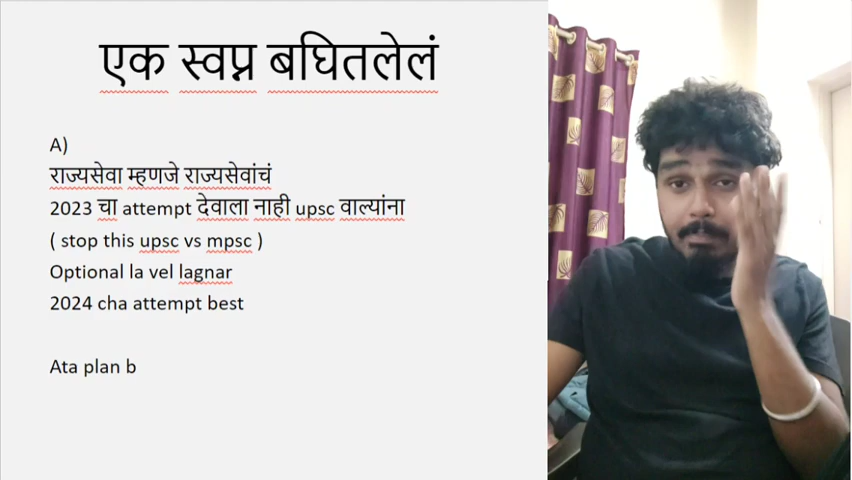 एक स्वप्न बघितलेलं
A)
राज्यसेवा म्हणजे राज्यसेवांचं
2023 चा attempt देवाला नाही upsc वाल्यांना
( stop this upsc vs mpsc )
Optional la vel lagnar
2024 cha attempt best
Ata plan b